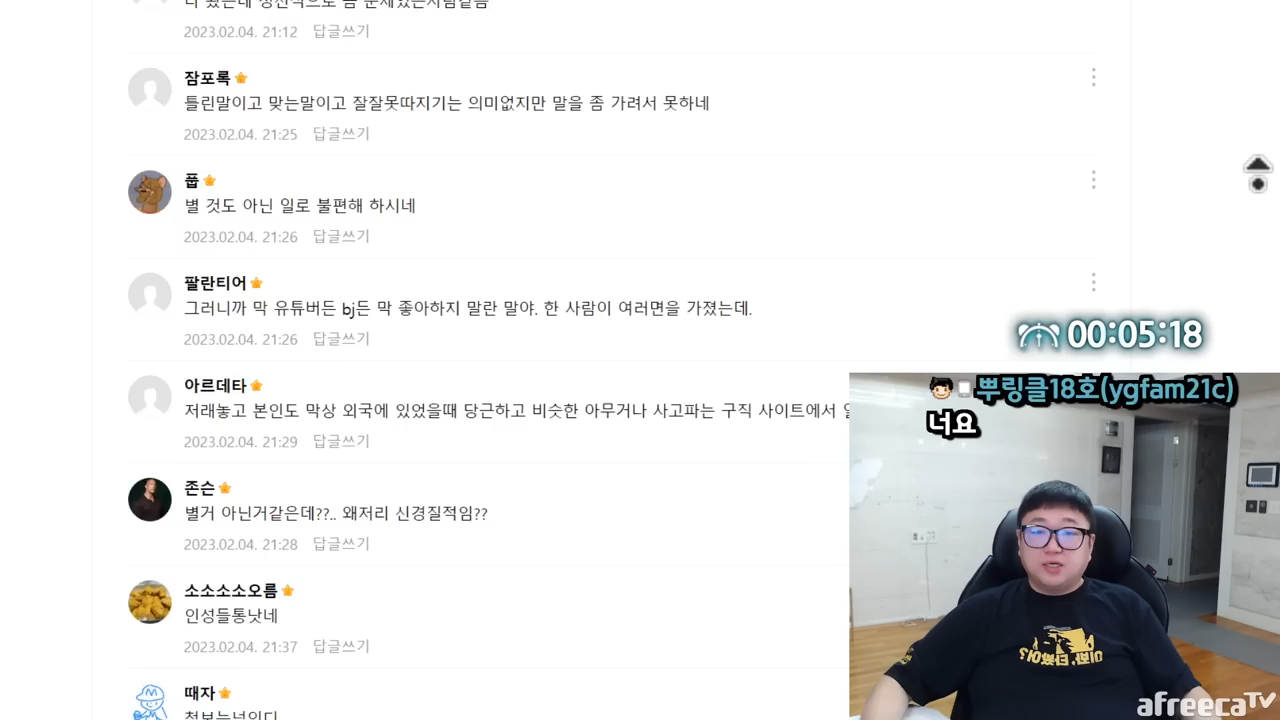 2023.02.04. 21:12 답글쓰기
잠포록
틀린말이고 맞는말이고 잘잘못따지기는 의미없지만 말을 좀 가려서 못하네
2023.02.04. 21:25 답글쓰기
풉
별 것도 아닌 일로 불편해 하시네
2023.02.04. 21:26 답글쓰기
팔란티어
그러니까 막 유튜버든 bj든 막 좋아하지 말란 말야. 한 사람이 여러면을 가졌는데.
2023.02.04. 21:26 답글쓰기
00:05:18
아르데타
저래놓고 본인도 막상 외국에 있었을때 당근하고 비슷한 아무거나 사고파는 구직 사이트에서
2023.02.04. 21:29 답글쓰기
뿌링클18호(ygfam21c)
너요
존슨
별거 아닌거같은데??.. 왜저리 신경질적임??
2023.02.04. 21:28 답글쓰기
소소소소오름
인성들통낫네
2023.02.04. 21:37 답글쓰기
이봐, 타봤어?
때자
afreecaTV